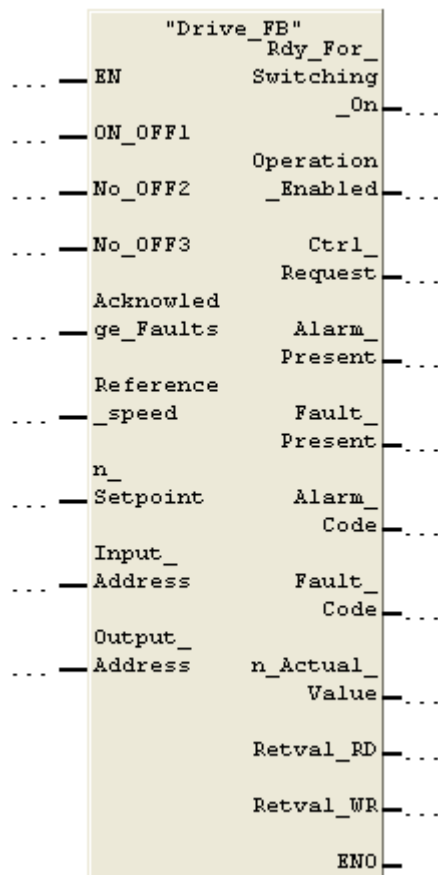 "Drive_FB"
Rdy_For_
EN Switching
_On
ON_OFF1
Operation
No_OFF2 _Enabled
No_OFF3 Ctrl_
Request
Acknowled
ge_Faults Alarm_
Present
Reference
_speed Fault_
Present
n_
Setpoint Alarm_
Code
Input_
Address Fault_
Code
Output_
Address n_Actual_
Value
Retval_RD
Retval_WR
ENO